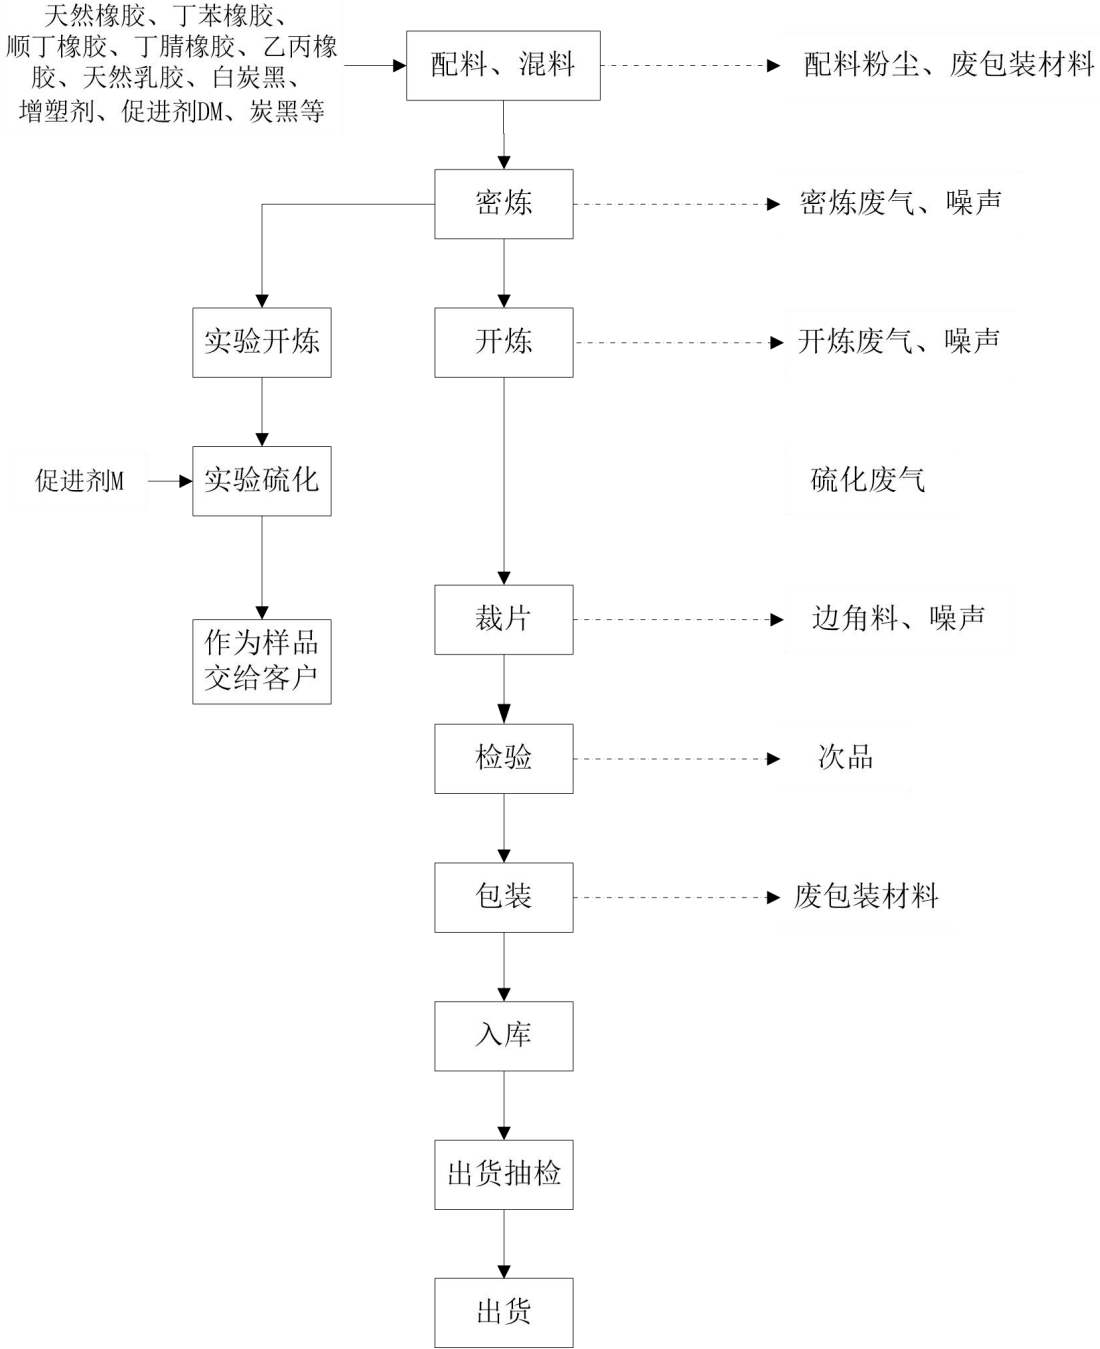 天然橡胶、丁苯橡胶、
顺丁橡胶、丁腈橡胶、乙丙橡
胶、天然乳胶、白炭黑、
增塑剂、促进剂DM、炭黑等
配料、混料
配料粉尘、废包装材料
密炼
密炼废气、噪声
实验开炼
开炼
开炼废气、噪声
促进剂M
实验硫化
硫化废气
裁片
边角料、噪声
作为样品
交给客户
检验
次品
包装
废包装材料
入库
出货抽检
出货